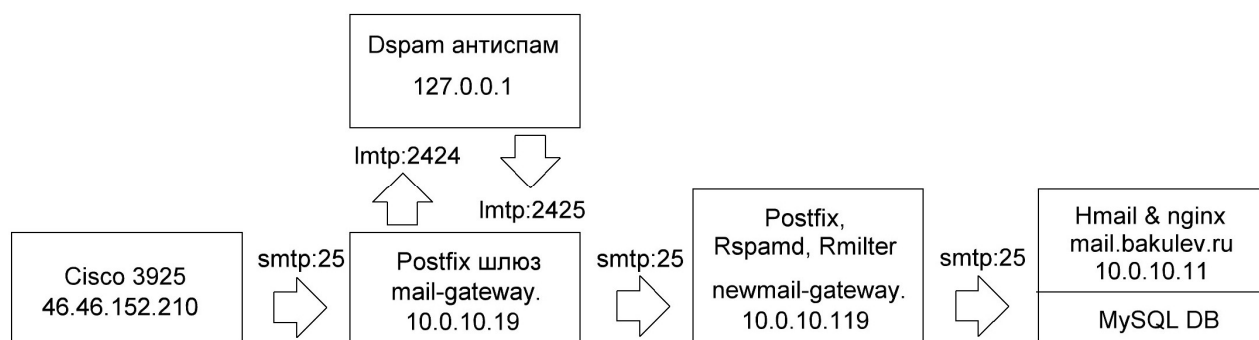 Dspam антиспам
127.0.0.1
lmtp:2424
lmtp:2425
Cisco 3925
46.46.152.210
smtp:25
Postfix шлюз
mail-gateway.
10.0.10.19
smtp:25
Postfix,
Rspamd, Rmilter
newmail-gateway.
10.0.10.119
smtp:25
Hmail & nginx
mail.bakulev.ru
10.0.10.11
MySQL DB